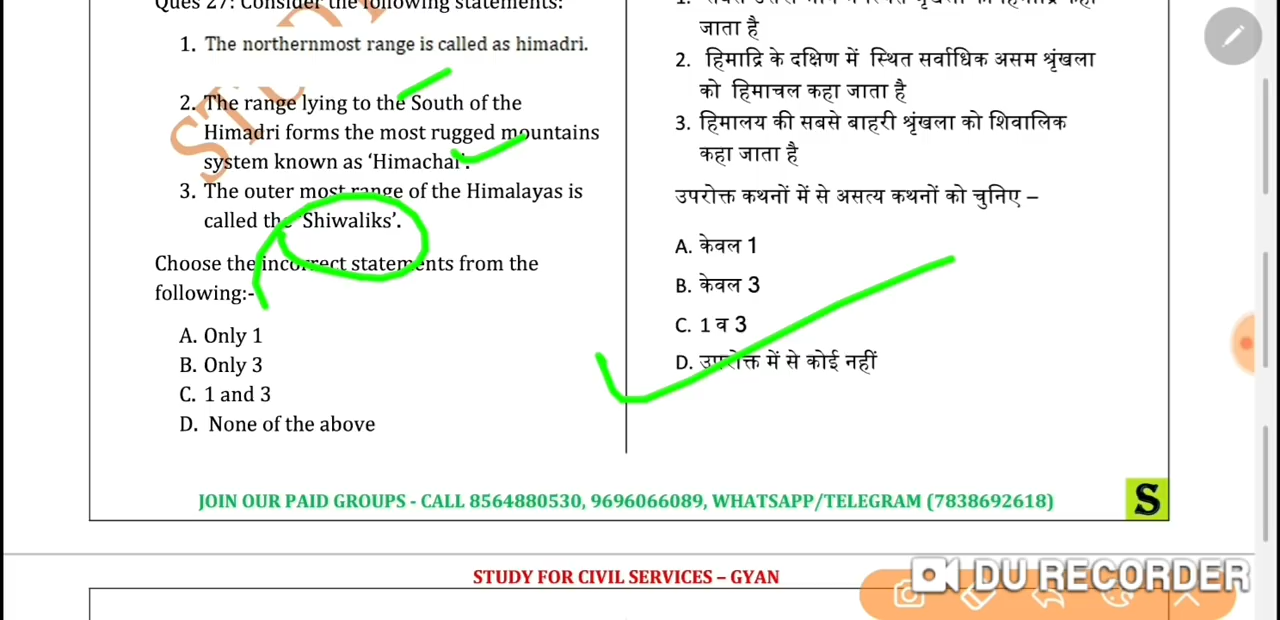 Ques 27: Consider the following statements:
1. The northernmost range is called as himadri.
2. The range lying to the South of the
Himadri forms the most rugged mountains
system known as ‘Himachal’.
3. The outer most range of the Himalayas is
called the ‘Shiwaliks’.
Choose the incorrect statements from the
following:-
A. Only 1
B. Only 3
C. 1 and 3
D. None of the above
जाता है
2. हिमाद्रि के दक्षिण में स्थित सर्वाधिक असम श्रृंखला
को हिमाचल कहा जाता है
3. हिमालय की सबसे बाहरी श्रृंखला को शिवालिक
कहा जाता है
उपरोक्त कथनों में से असत्य कथनों को चुनिए –
A. केवल 1
B. केवल 3
C. 1 व 3
D. उपरोक्त में से कोई नहीं
JOIN OUR PAID GROUPS - CALL 8564880530, 9696066089, WHATSAPP/TELEGRAM (7838692618)
S
STUDY FOR CIVIL SERVICES – GYAN
DU RECORDER